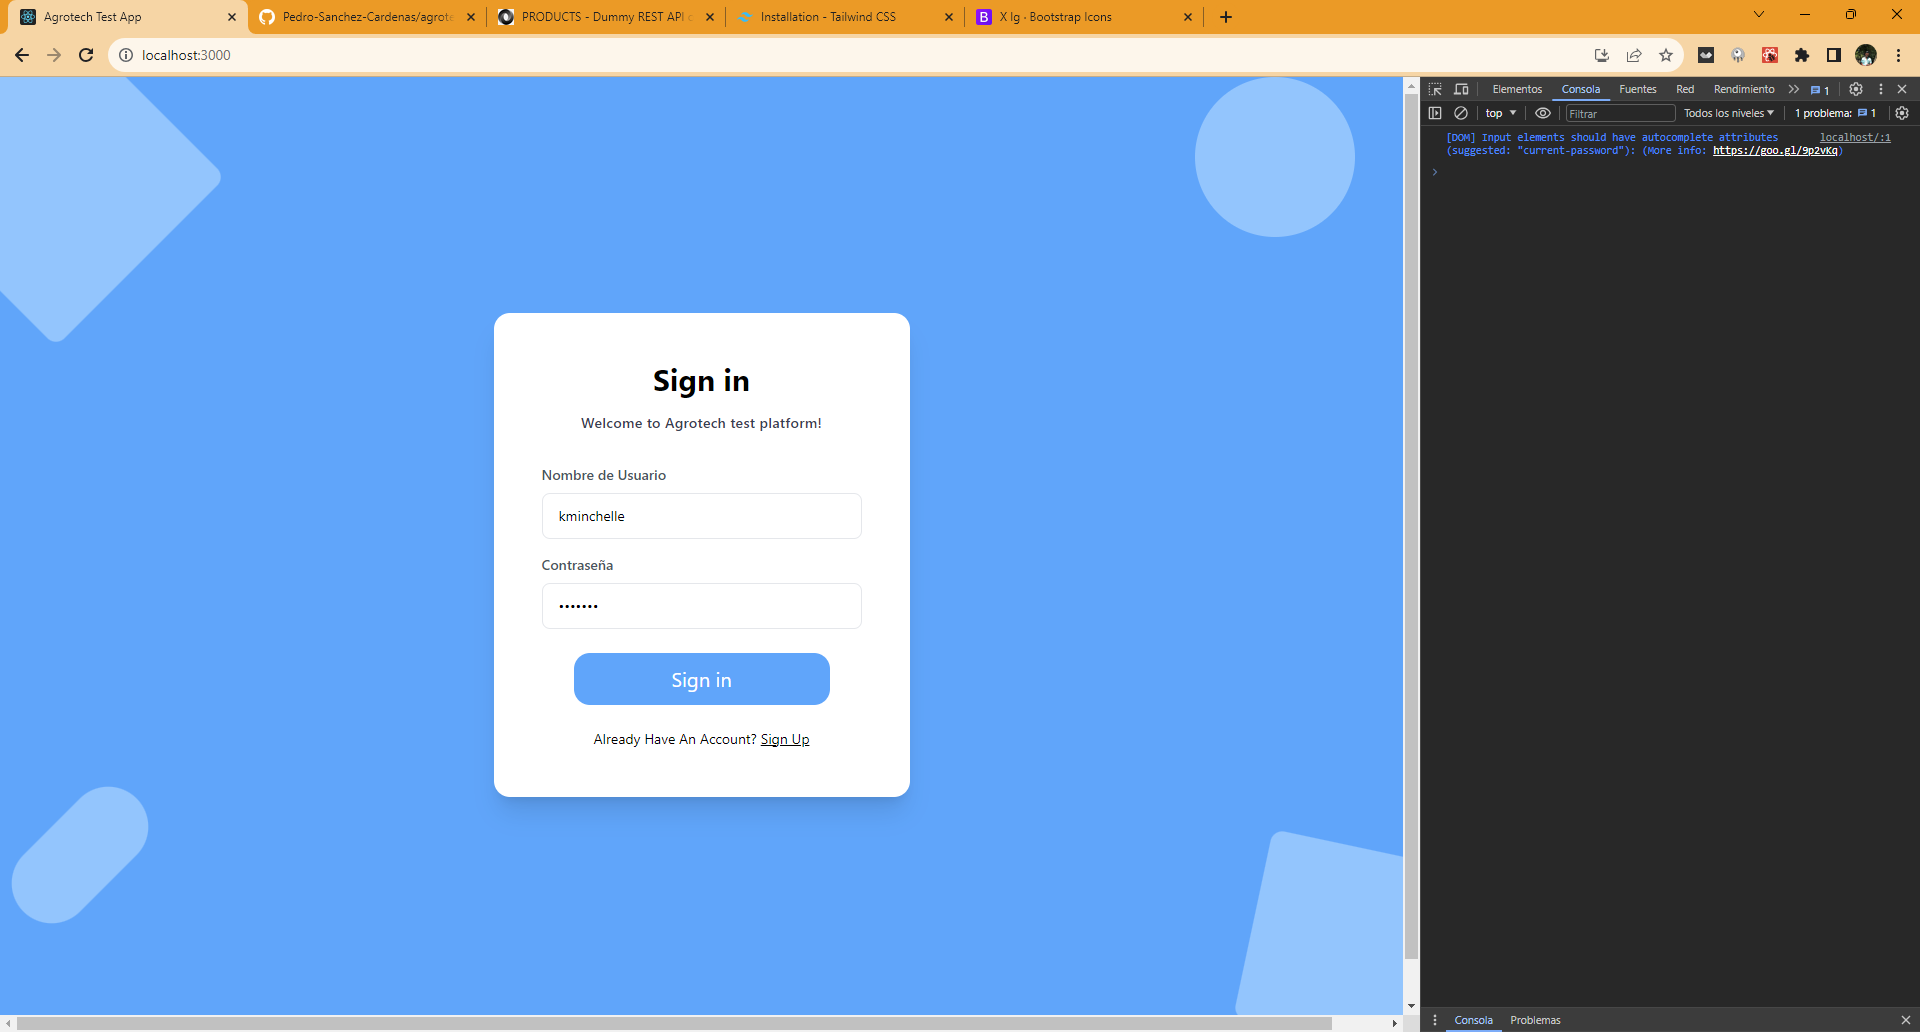 Agrotech Test App
Pedro-Sanchez-Cardenas/agrote
PRODUCTS - Dummy REST API
Installation - Tailwind CSS
B X lg · Bootstrap Icons
localhost:3000
Elementos Consola Fuentes Red Rendimiento 1
top Filtrar Todos los niveles 1 problema: 1
[DOM] Input elements should have autocomplete attributes localhost/:1
(suggested: "current-password"): (More info: https://goo.gl/9p2vKq)
Sign in
Welcome to Agrotech test platform!
Nombre de Usuario
kminchelle
Contraseña
•••••••
Sign in
Already Have An Account? Sign Up
Consola Problemas